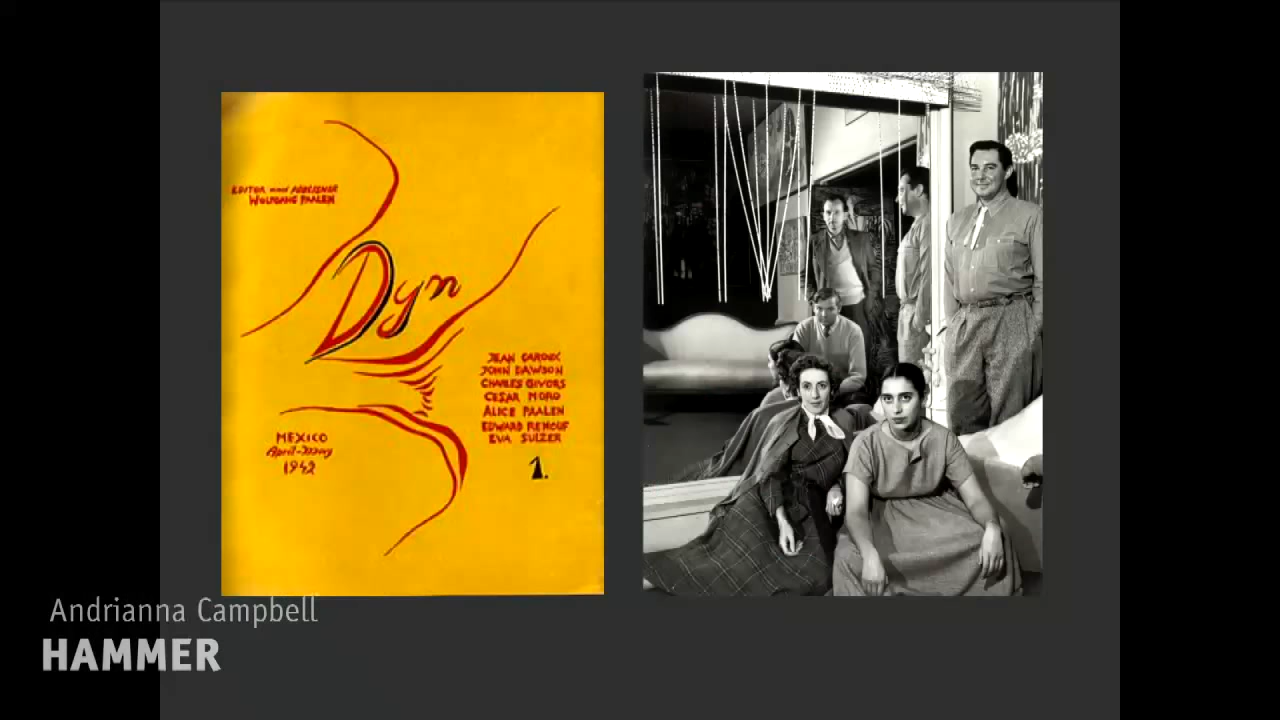 EDITOR and PUBLISHER
WOLFGANG PAALEN
Dyn
JEAN CAROUX
JOHN DAWSON
CHARLES GIVORS
CESAR MORO
ALICE PAALEN
EDWARD RENOUF
EVA SULZER
MEXICO
April-May
1942
1.
Andrianna Campbell
HAMMER